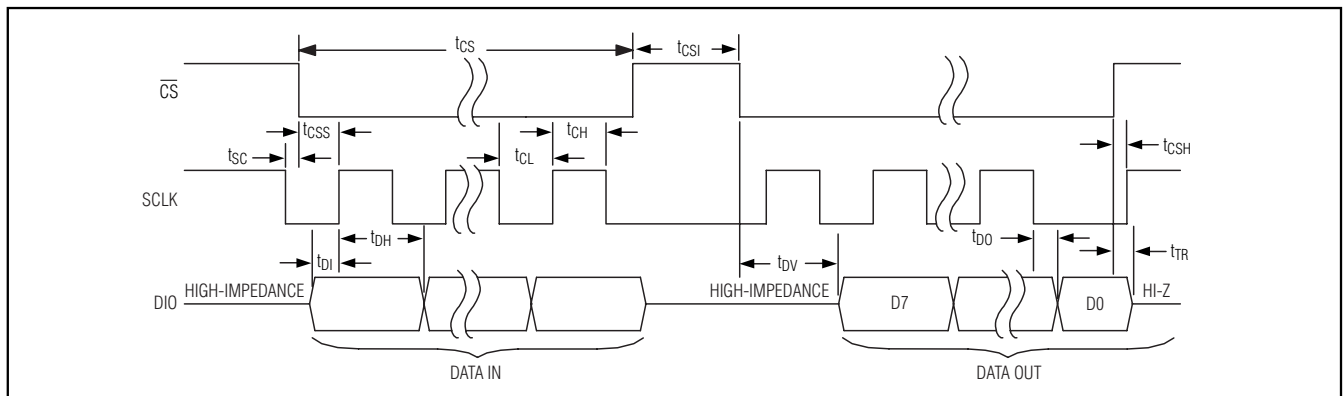 tCS
tCSI
CS
tCSS
tCH
tSC
tCL
tCSH
SCLK
tDH
tDO
tDI
tDV
tTR
HIGH-IMPEDANCE
HIGH-IMPEDANCE
HI-Z
DIO
D7
D0
DATA IN
DATA OUT